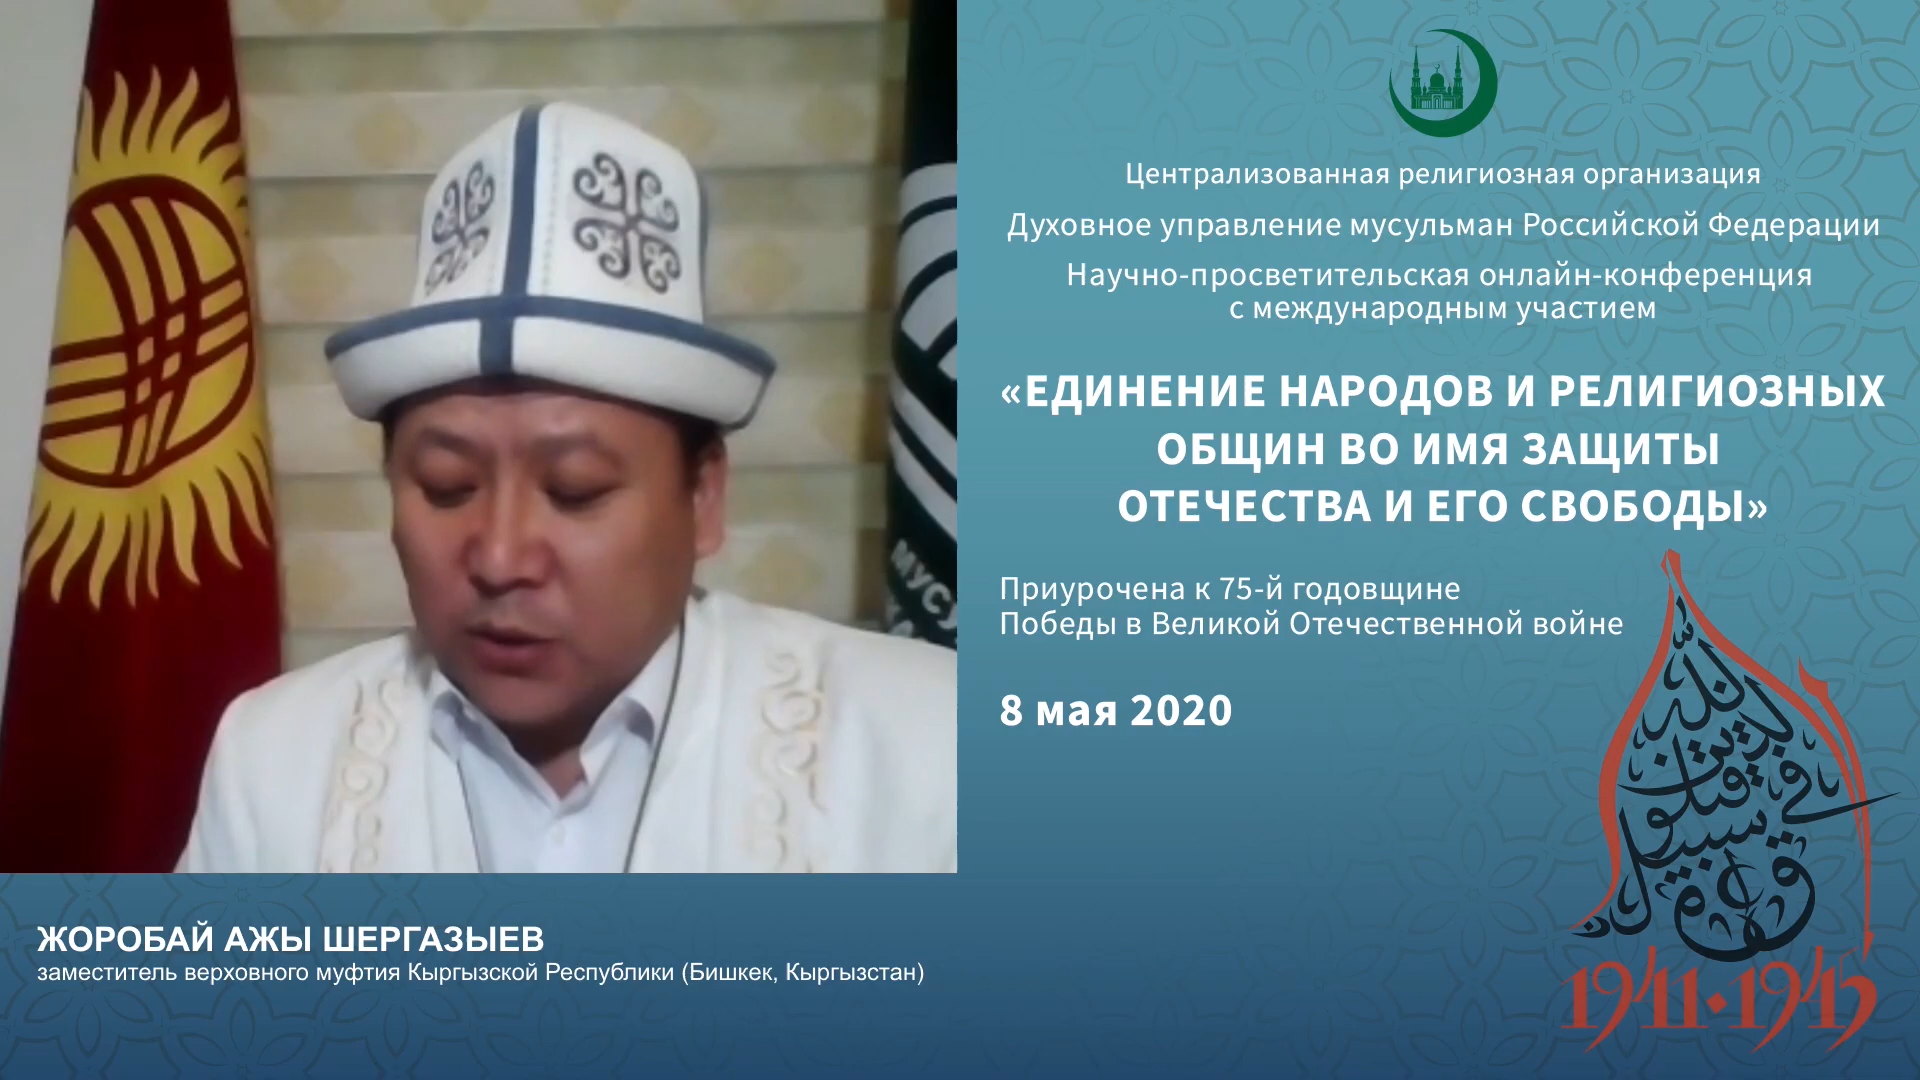 Централизованная религиозная организация
Духовное управление мусульман Российской Федерации
Научно-просветительская онлайн-конференция
с международным участием
«ЕДИНЕНИЕ НАРОДОВ И РЕЛИГИОЗНЫХ
ОБЩИН ВО ИМЯ ЗАЩИТЫ
ОТЕЧЕСТВА И ЕГО СВОБОДЫ»
Приурочена к 75-й годовщине
Победы в Великой Отечественной войне
8 мая 2020
1941·1945
ЖОРОБАЙ АЖЫ ШЕРГАЗЫЕВ
заместитель верховного муфтия Кыргызской Республики (Бишкек, Кыргызстан)